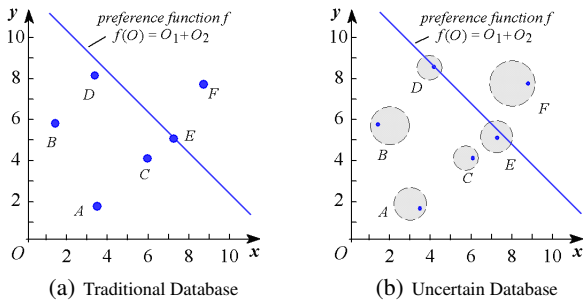 y
preference function f
f(O) = O1+O2
10
8
6
4
2
O
2
4
6
8
10
x
D
F
B
E
C
A
(a) Traditional Database
y
preference function f
f(O) = O1+O2
10
8
6
4
2
O
2
4
6
8
10
x
D
F
B
E
C
A
(b) Uncertain Database